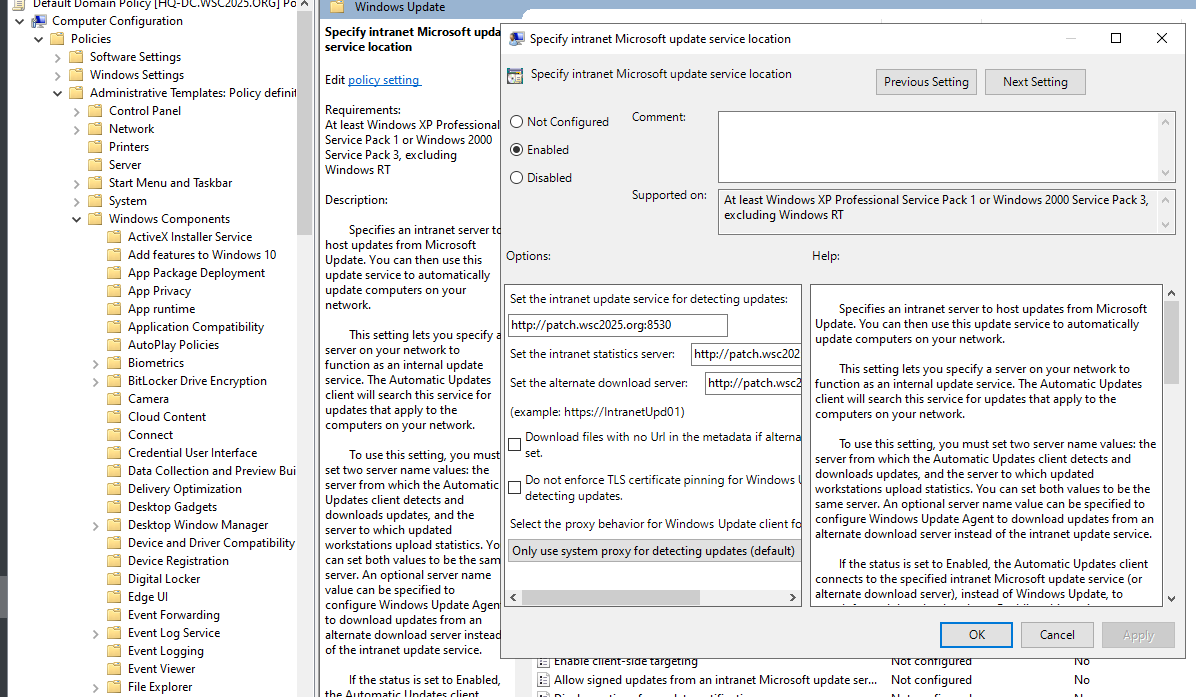 Default Domain Policy [HQ-DC.WSC2025.ORG] Po
Computer Configuration
Policies
Software Settings
Windows Settings
Administrative Templates: Policy definit
Control Panel
Network
Printers
Server
Start Menu and Taskbar
System
Windows Components
ActiveX Installer Service
Add features to Windows 10
App Package Deployment
App Privacy
App runtime
Application Compatibility
AutoPlay Policies
Biometrics
BitLocker Drive Encryption
Camera
Cloud Content
Connect
Credential User Interface
Data Collection and Preview Bui
Delivery Optimization
Desktop Gadgets
Desktop Window Manager
Device and Driver Compatibility
Device Registration
Digital Locker
Edge UI
Event Forwarding
Event Log Service
Event Logging
Event Viewer
File Explorer
Windows Update
Specify intranet Microsoft upda
service location
Edit policy setting
Requirements:
At least Windows XP Professional
Service Pack 1 or Windows 2000
Service Pack 3, excluding
Windows RT
Description:
Specifies an intranet server to
host updates from Microsoft
Update. You can then use this
update service to automatically
update computers on your
network.
This setting lets you specify a
server on your network to
function as an internal update
service. The Automatic Updates
client will search this service for
updates that apply to the
computers on your network.
To use this setting, you must
set two server name values: the
server from which the Automatic
Updates client detects and
downloads updates, and the
server to which updated
workstations upload statistics. Yo
can set both values to be the sam
server. An optional server name
value can be specified to
configure Windows Update Agen
to download updates from an
alternate download server instead
of the intranet update service.
If the status is set to Enabled,
the Automatic Updates client
Specify intranet Microsoft update service location
Specify intranet Microsoft update service location
Previous Setting
Next Setting
Not Configured
Enabled
Disabled
Comment:
Supported on:
At least Windows XP Professional Service Pack 1 or Windows 2000 Service Pack 3,
excluding Windows RT
Options:
Set the intranet update service for detecting updates:
http://patch.wsc2025.org:8530
Set the intranet statistics server: http://patch.wsc202
Set the alternate download server: http://patch.wsc2
(example: https://IntranetUpd01)
Download files with no Url in the metadata if alterna
set.
Do not enforce TLS certificate pinning for Windows U
detecting updates.
Select the proxy behavior for Windows Update client fo
Only use system proxy for detecting updates (default)
Help:
Specifies an intranet server to host updates from Microsoft
Update. You can then use this update service to automatically
update computers on your network.
This setting lets you specify a server on your network to
function as an internal update service. The Automatic Updates
client will search this service for updates that apply to the
computers on your network.
To use this setting, you must set two server name values: the
server from which the Automatic Updates client detects and
downloads updates, and the server to which updated
workstations upload statistics. You can set both values to be the
same server. An optional server name value can be specified to
configure Windows Update Agent to download updates from an
alternate download server instead of the intranet update service.
If the status is set to Enabled, the Automatic Updates client
connects to the specified intranet Microsoft update service (or
alternate download server), instead of Windows Update, to
OK
Cancel
Apply
Enable client-side targeting Not configured No
Allow signed updates from an intranet Microsoft update ser... Not configured No